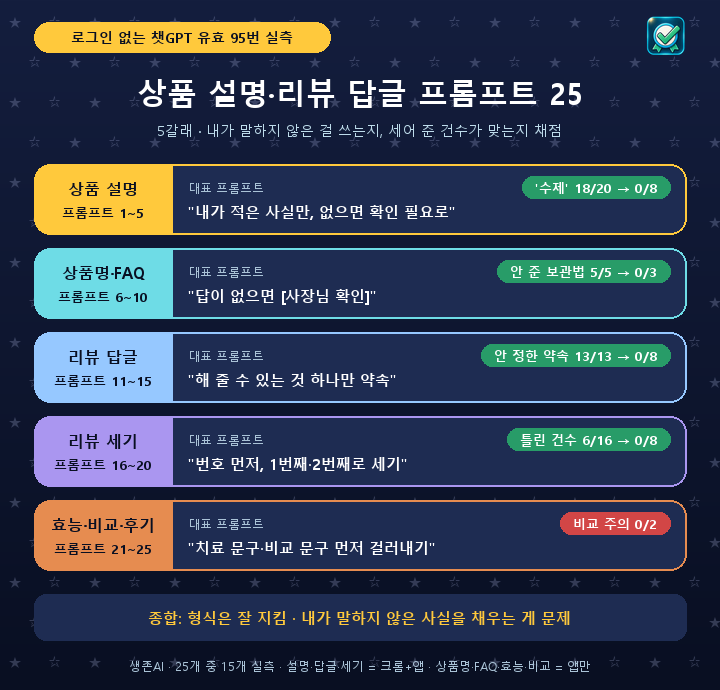 로그인 없는 챗GPT 유효 95번 실측
상품 설명·리뷰 답글 프롬프트 25
5갈래 · 내가 말하지 않은 걸 쓰는지, 세어 준 건수가 맞는지 채점
상품 설명
프롬프트 1~5
대표 프롬프트
'수제' 18/20 → 0/8
"내가 적은 사실만, 없으면 확인 필요로"
상품명·FAQ
프롬프트 6~10
대표 프롬프트
안 준 보관법 5/5 → 0/3
"답이 없으면 [사장님 확인]"
리뷰 답글
프롬프트 11~15
대표 프롬프트
안 정한 약속 13/13 → 0/8
"해 줄 수 있는 것 하나만 약속"
리뷰 세기
프롬프트 16~20
대표 프롬프트
틀린 건수 6/16 → 0/8
"번호 먼저, 1번째·2번째로 세기"
효능·비교·후기
프롬프트 21~25
대표 프롬프트
비교 주의 0/2
"치료 문구·비교 문구 먼저 걸러내기"
종합: 형식은 잘 지킴 · 내가 말하지 않은 사실을 채우는 게 문제
생존AI · 25개 중 15개 실측 · 설명·답글·세기 = 크롬+앱 · 상품명·FAQ·효능·비교 = 앱만